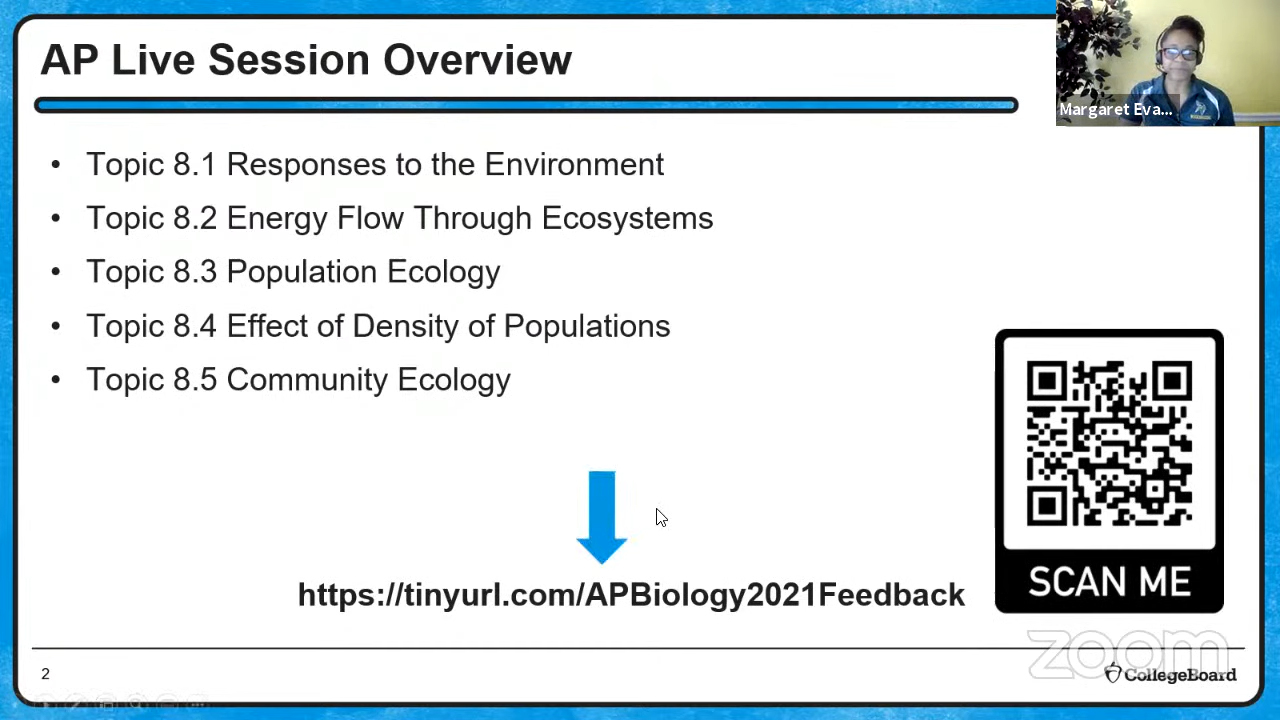 AP Live Session Overview
Margaret Eva...
• Topic 8.1 Responses to the Environment
• Topic 8.2 Energy Flow Through Ecosystems
• Topic 8.3 Population Ecology
• Topic 8.4 Effect of Density of Populations
• Topic 8.5 Community Ecology
https://tinyurl.com/APBiology2021Feedback
SCAN ME
zoom
2
CollegeBoard